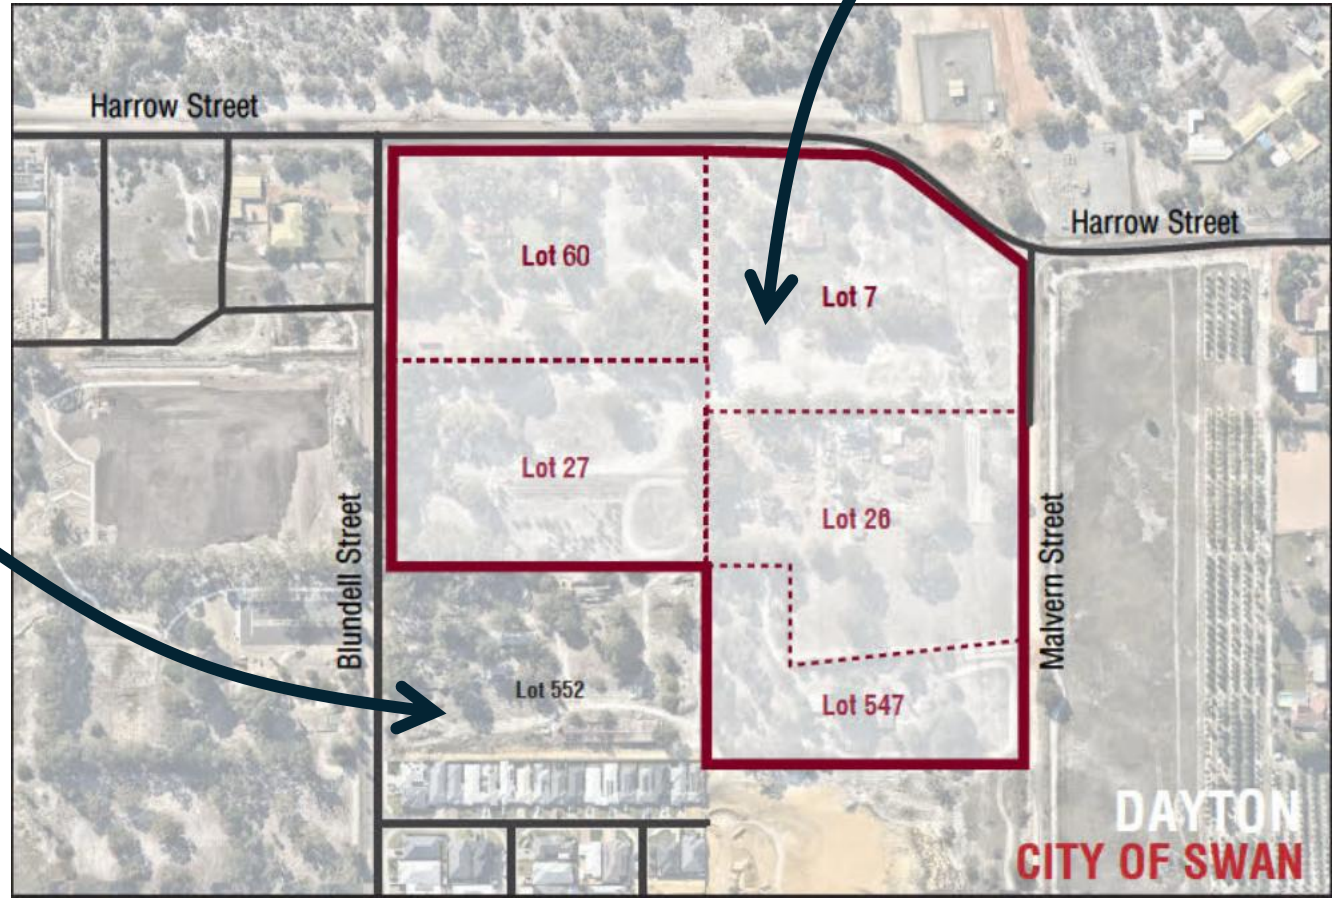 Harrow Street
Harrow Street
Lot 60
Lot 7
Lot 27
Lot 26
Blundell Street
Malvern Street
Lot 552
Lot 547
DAYTON
CITY OF SWAN